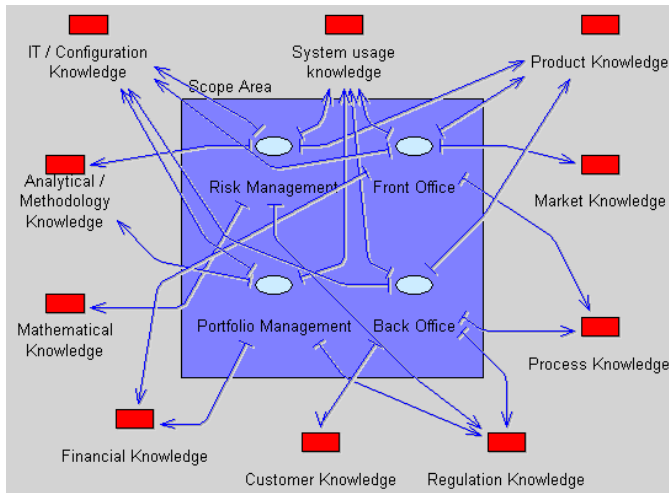 IT / Configuration
Knowledge
System usage
knowledge
Product Knowledge
Scope Area
Analytical /
Methodology
Knowledge
Risk Management
Front Office
Market Knowledge
Mathematical
Knowledge
Portfolio Management
Back Office
Process Knowledge
Financial Knowledge
Customer Knowledge
Regulation Knowledge